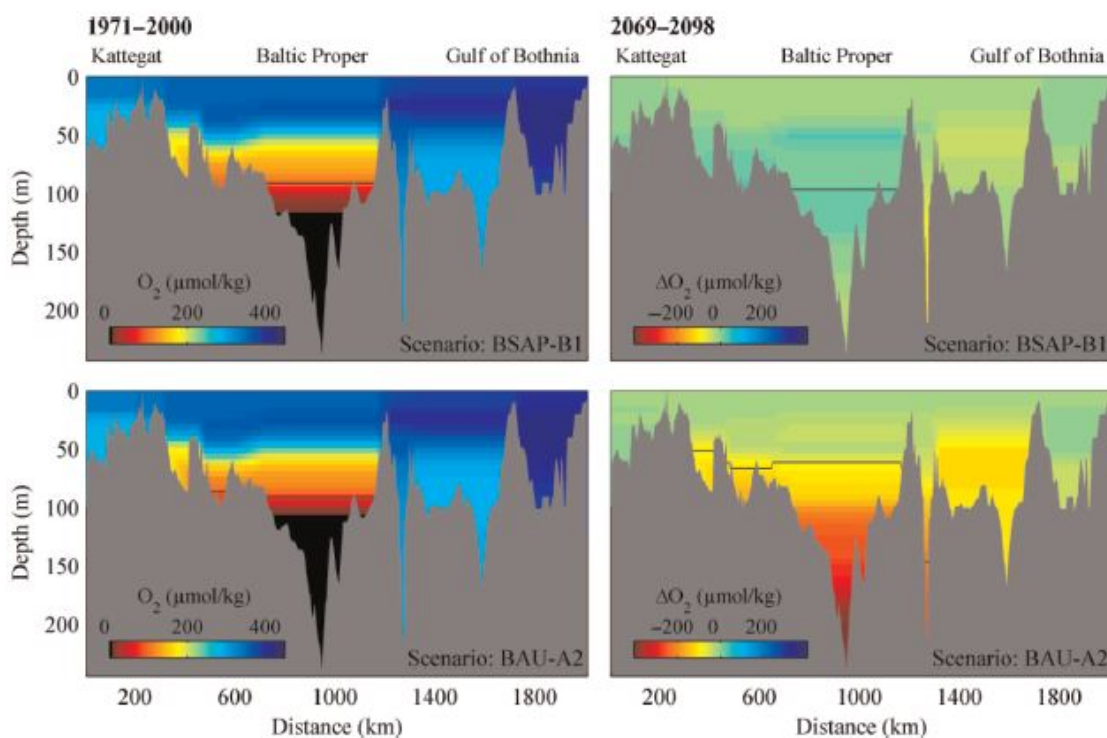 1971–2000
Kattegat Baltic Proper Gulf of Bothnia
2069–2098
Kattegat Baltic Proper Gulf of Bothnia
0
50
100
150
200
Depth (m)
O2 (µmol/kg)
0 200 400
Scenario: BSAP-B1
ΔO2 (µmol/kg)
−200 0 200
Scenario: BSAP-B1
0
50
100
150
200
Depth (m)
O2 (µmol/kg)
0 200 400
Scenario: BAU-A2
ΔO2 (µmol/kg)
−200 0 200
Scenario: BAU-A2
200 600 1000 1400 1800
Distance (km)
200 600 1000 1400 1800
Distance (km)